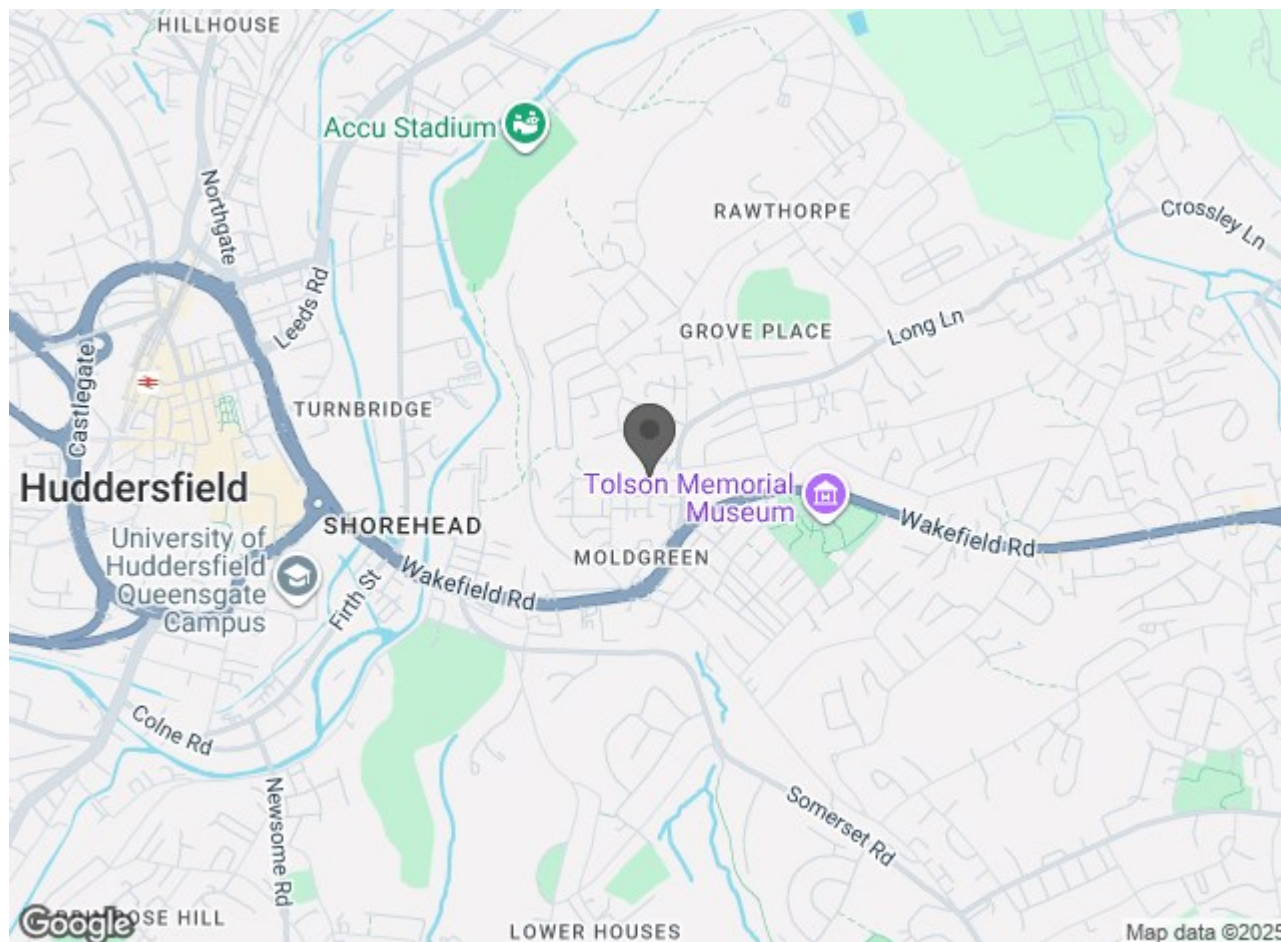 HILLHOUSE
Accu Stadium
Northgate
RAWTHORPE
Crossley Ln
Leeds Rd
GROVE PLACE
Long Ln
Castlegate
TURNBRIDGE
Huddersfield
Tolson Memorial
Museum
SHOREHEAD
Wakefield Rd
University of
Huddersfield
Queensgate
Campus
MOLDGREEN
Wakefield Rd
Firth St
Colne Rd
Newsome Rd
Somerset Rd
Google
ROSE HILL
LOWER HOUSES
Map data ©2025